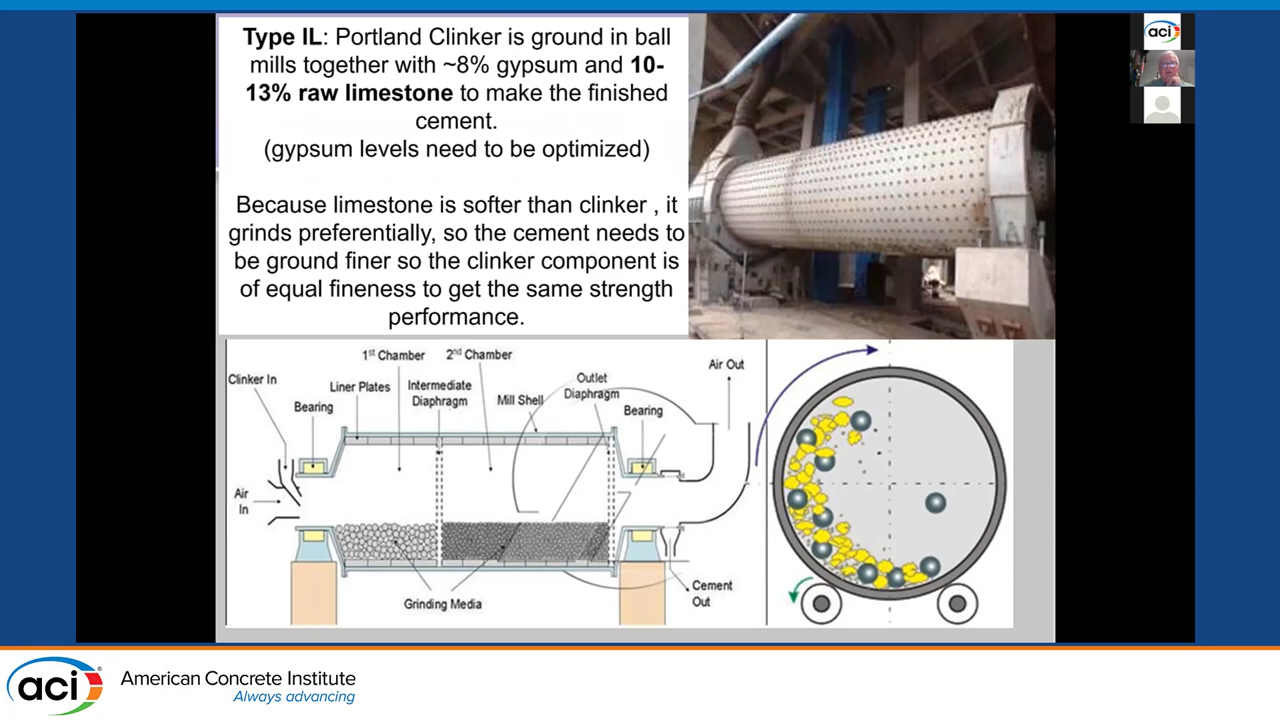 Type IL: Portland Clinker is ground in ball
mills together with ~8% gypsum and 10-
13% raw limestone to make the finished
cement.
(gypsum levels need to be optimized)
Because limestone is softer than clinker , it
grinds preferentially, so the cement needs to
be ground finer so the clinker component is
of equal fineness to get the same strength
performance.
aci
1st Chamber
2nd Chamber
Air Out
Clinker In
Liner Plates
Intermediate
Diaphragm
Mill Shell
Outlet
Diaphragm
Bearing
Bearing
Air
In
Grinding Media
Cement
Out
aci®
American Concrete Institute
Always advancing